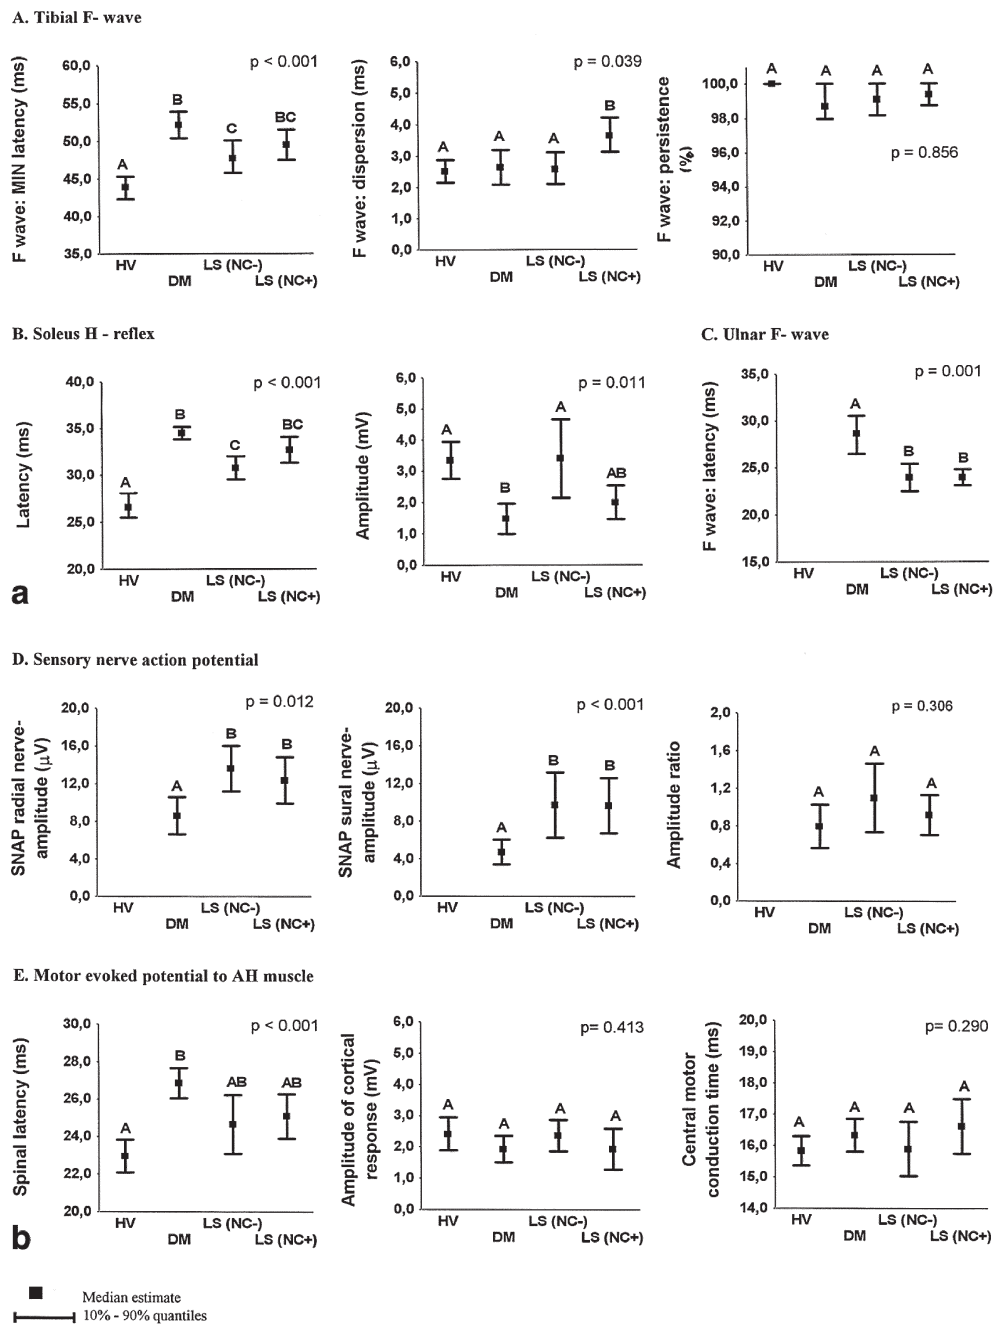 A. Tibial F- wave
F wave: MIN latency (ms)
p < 0.001
60,0
55,0
50,0
45,0
40,0
35,0
A
B
C
BC
HV
DM
LS (NC-)
LS (NC+)
F wave: dispersion (ms)
p = 0.039
6,0
5,0
4,0
3,0
2,0
1,0
0,0
A
A
A
B
HV
DM
LS (NC-)
LS (NC+)
F wave: persistence
(%)
p = 0.856
100,0
98,0
96,0
94,0
92,0
90,0
A
A
A
A
HV
DM
LS (NC-)
LS (NC+)
B. Soleus H - reflex
Latency (ms)
p < 0.001
40,0
35,0
30,0
25,0
20,0
A
B
C
BC
HV
DM
LS (NC-)
LS (NC+)
Amplitude (mV)
p = 0.011
6,0
5,0
4,0
3,0
2,0
1,0
0,0
A
B
A
AB
HV
DM
LS (NC-)
LS (NC+)
C. Ulnar F- wave
F wave: latency (ms)
p = 0.001
35,0
30,0
25,0
20,0
15,0
A
B
B
HV
DM
LS (NC-)
LS (NC+)
a
D. Sensory nerve action potential
SNAP radial nerve-
amplitude (μV)
p = 0.012
20,0
16,0
12,0
8,0
4,0
0,0
A
B
B
HV
DM
LS (NC-)
LS (NC+)
SNAP sural nerve-
amplitude (μV)
p < 0.001
20,0
16,0
12,0
8,0
4,0
0,0
A
B
B
HV
DM
LS (NC-)
LS (NC+)
Amplitude ratio
p = 0.306
2,0
1,6
1,2
0,8
0,4
0,0
A
A
A
HV
DM
LS (NC-)
LS (NC+)
E. Motor evoked potential to AH muscle
Spinal latency (ms)
p < 0.001
30,0
28,0
26,0
24,0
22,0
20,0
A
B
AB
AB
HV
DM
LS (NC-)
LS (NC+)
Amplitude of cortical
response (mV)
p= 0.413
6,0
5,0
4,0
3,0
2,0
1,0
0,0
A
A
A
A
HV
DM
LS (NC-)
LS (NC+)
Central motor
conduction time (ms)
p= 0.290
20,0
19,0
18,0
17,0
16,0
15,0
14,0
A
A
A
A
HV
DM
LS (NC-)
LS (NC+)
b
Median estimate
10% - 90% quantiles